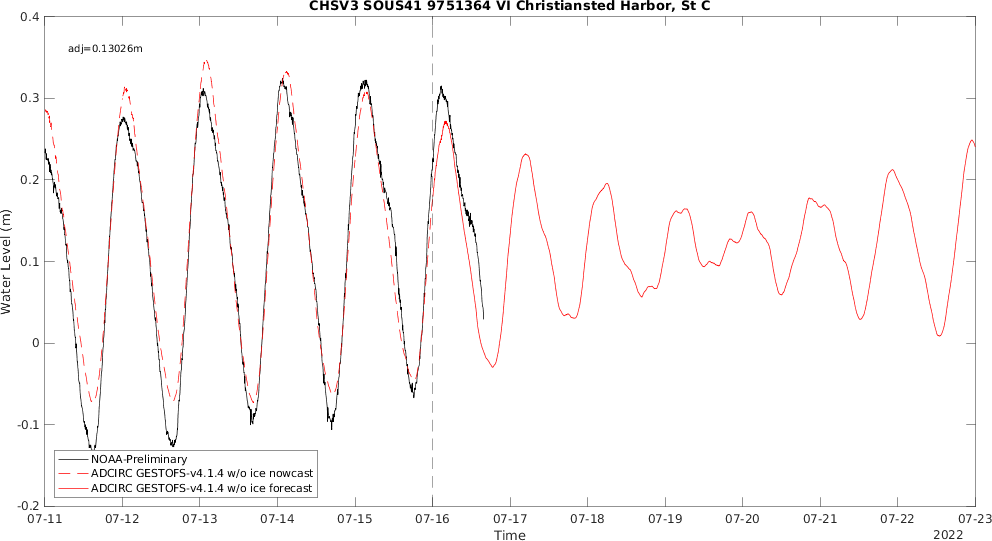 CHSV3 SOUS41 9751364 VI Christiansted Harbor, St C
adj=0.13026m
0.4
0.3
0.2
0.1
0
-0.1
-0.2
Water Level (m)
NOAA-Preliminary
ADCIRC GESTOFS-v4.1.4 w/o ice nowcast
ADCIRC GESTOFS-v4.1.4 w/o ice forecast
07-11 07-12 07-13 07-14 07-15 07-16 07-17 07-18 07-19 07-20 07-21 07-22 07-23
Time
2022